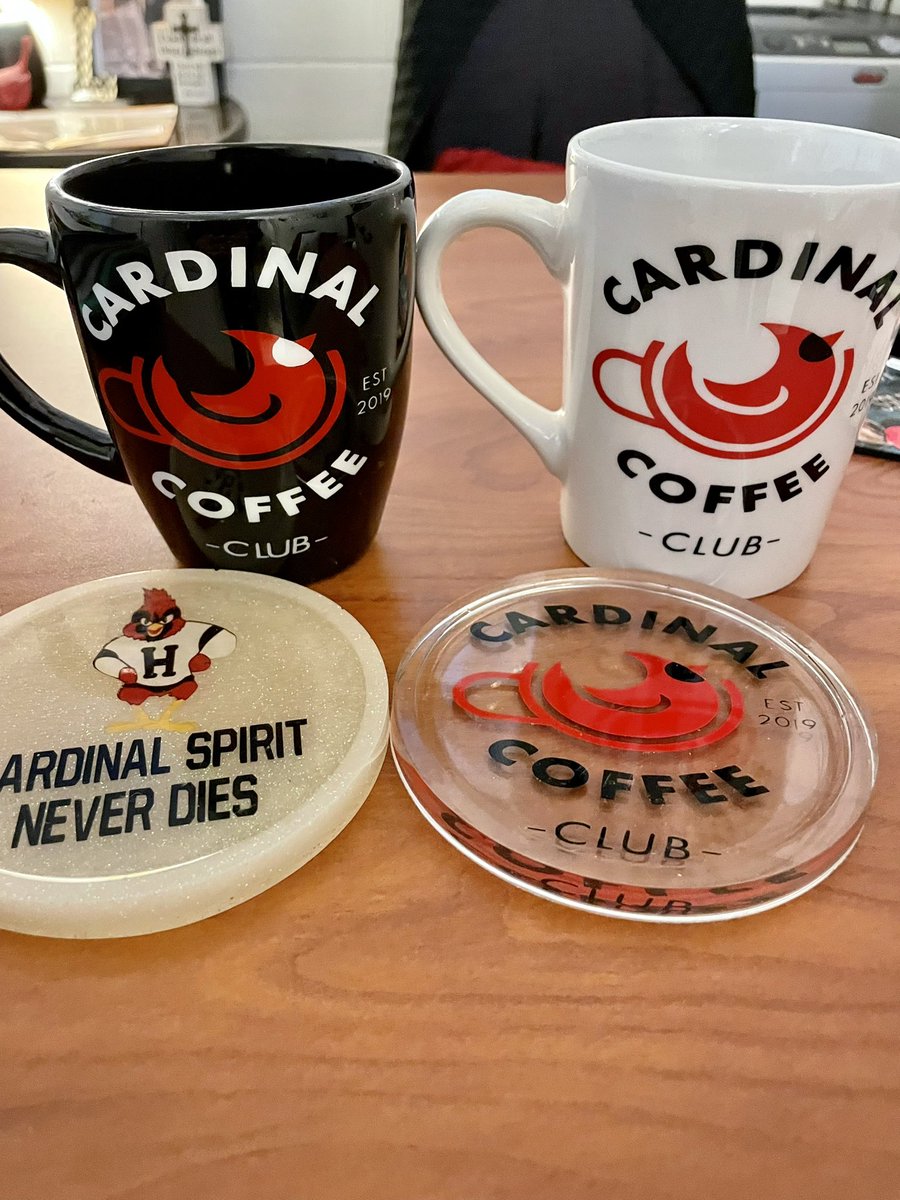 CARDINAL
EST
2019
COFFEE
-CLUB-
CARDINAL
COFFEE
-CLUB-
H
ARDINAL SPIRIT
NEVER DIES
CARDINAL
EST
2019
COFFEE
-CLUB-